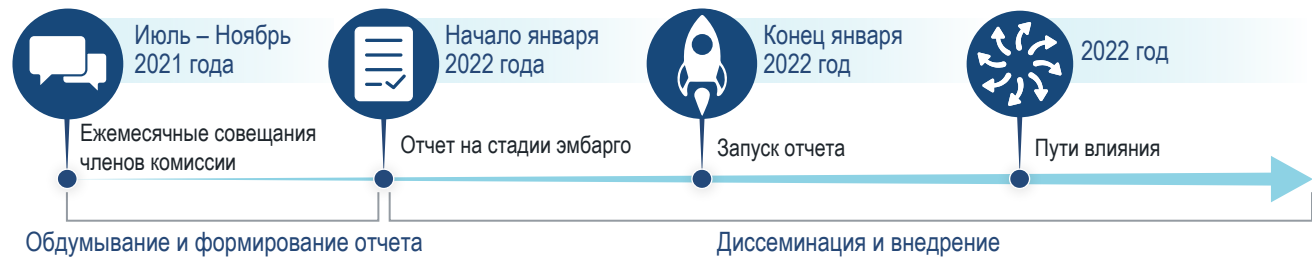 Июль – Ноябрь
2021 года
Начало января
2022 года
Конец января
2022 год
2022 год
Ежемесячные совещания
членов комиссии
Отчет на стадии эмбарго
Запуск отчета
Пути влияния
Обдумывание и формирование отчета
Диссеминация и внедрение